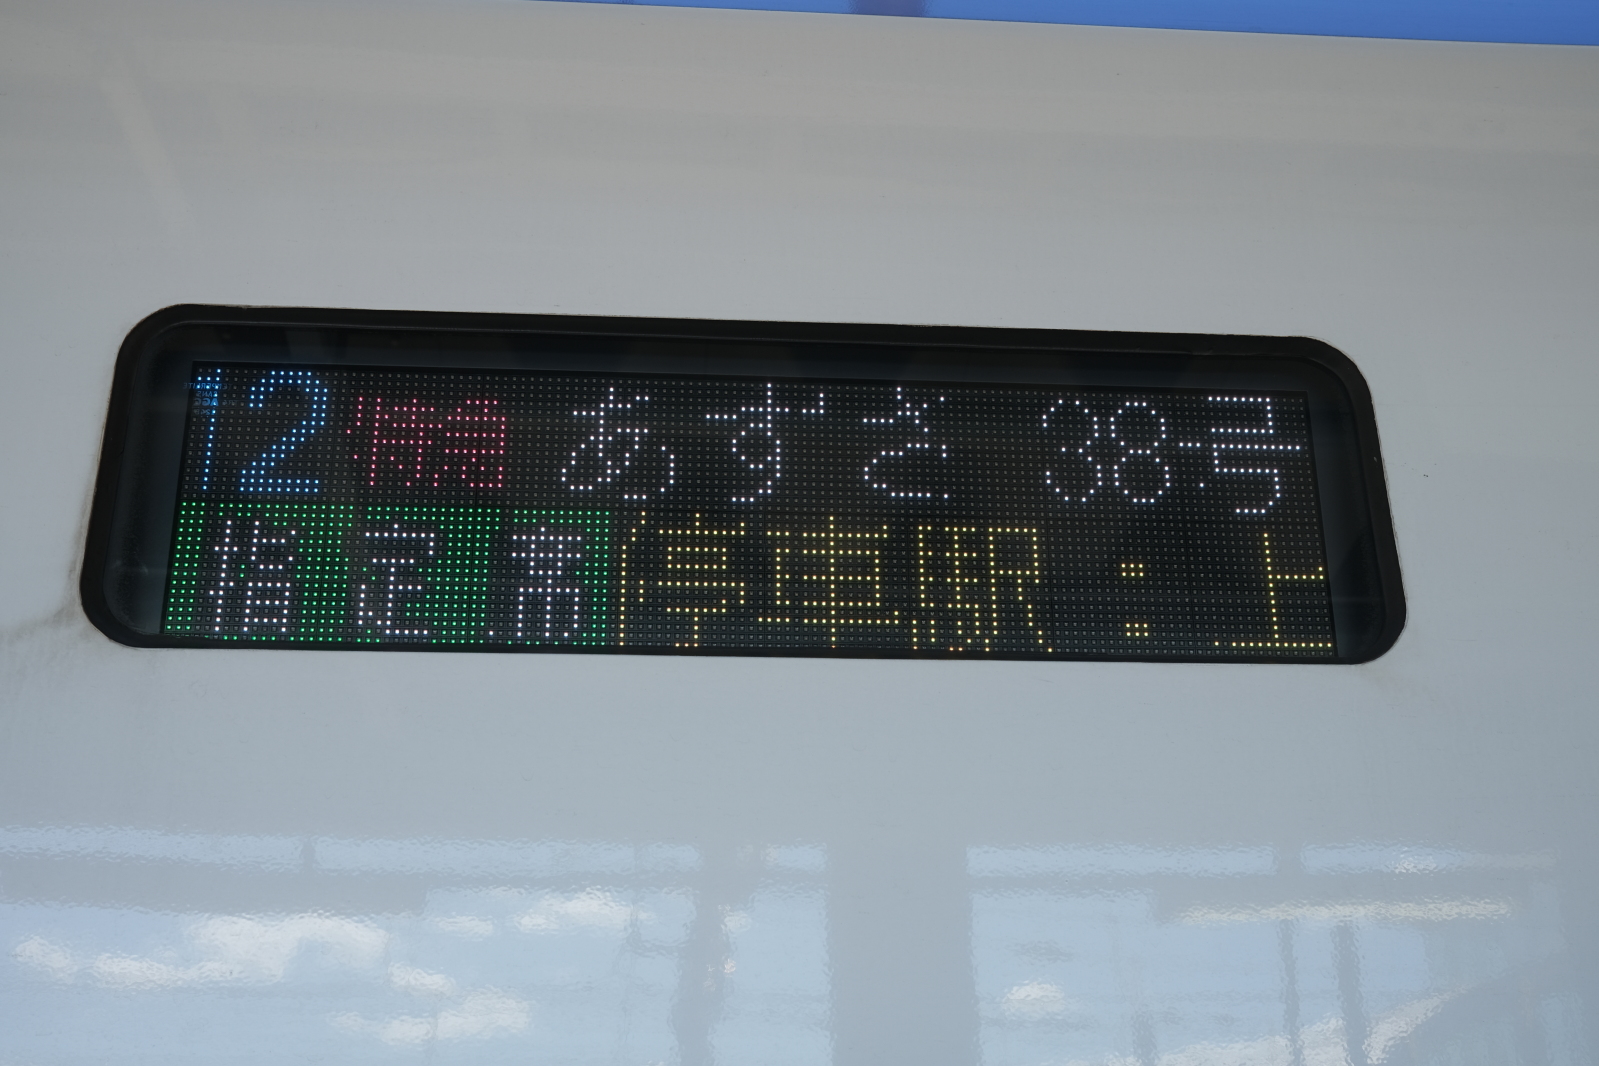 12 特急 あずさ 38号
指定席 停車駅：上